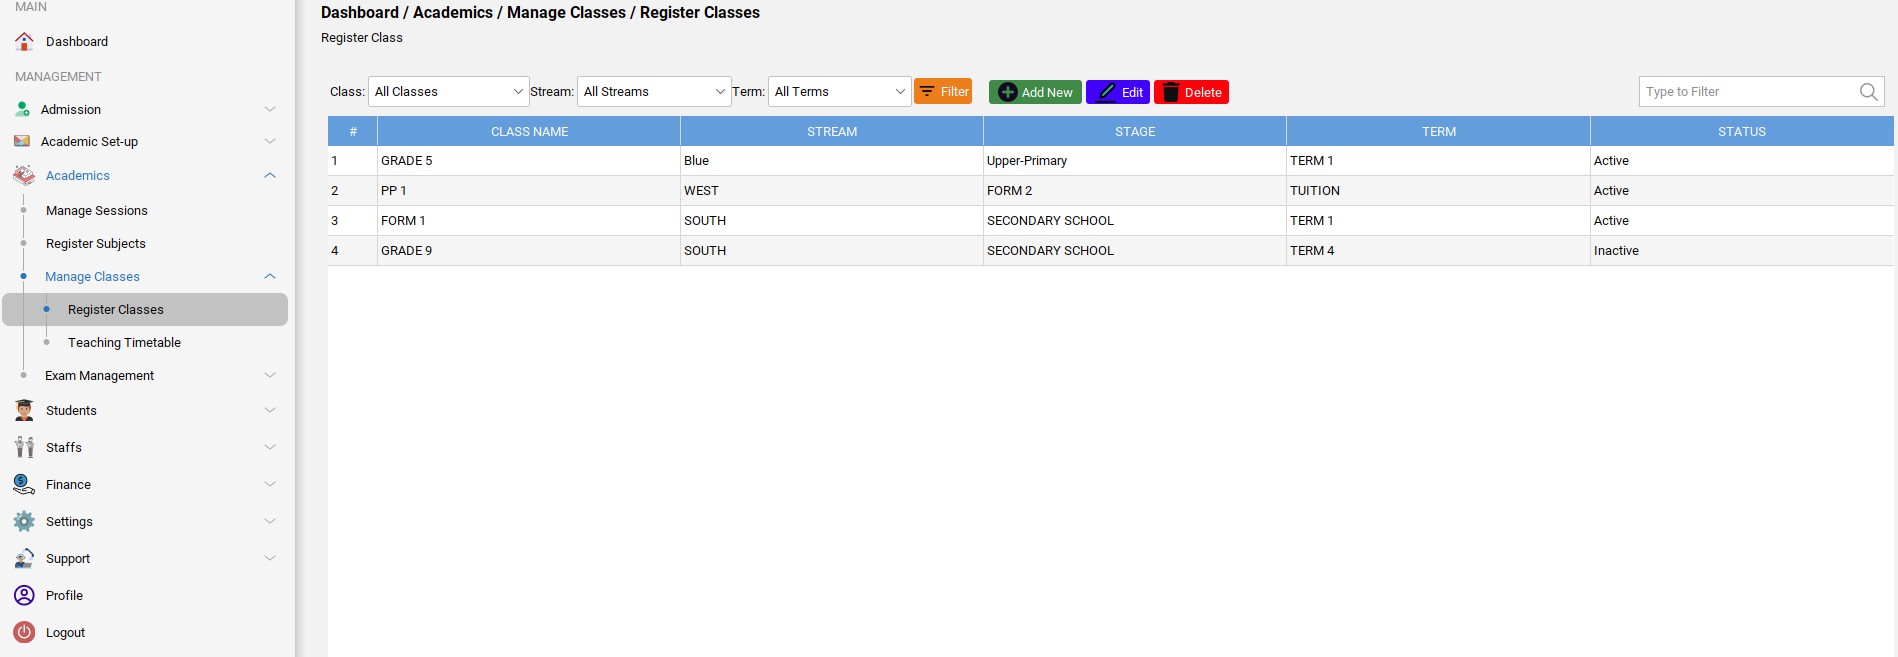 MAIN
Dashboard
MANAGEMENT
Admission
Academic Set-up
Academics
Manage Sessions
Register Subjects
Manage Classes
Register Classes
Teaching Timetable
Exam Management
Students
Staffs
Finance
Settings
Support
Profile
Logout
Dashboard / Academics / Manage Classes / Register Classes
Register Class
Class: All Classes Stream: All Streams Term: All Terms Filter Add New Edit Delete Type to Filter
# CLASS NAME STREAM STAGE TERM STATUS
1 GRADE 5 Blue Upper-Primary TERM 1 Active
2 PP 1 WEST FORM 2 TUITION Active
3 FORM 1 SOUTH SECONDARY SCHOOL TERM 1 Active
4 GRADE 9 SOUTH SECONDARY SCHOOL TERM 4 Inactive